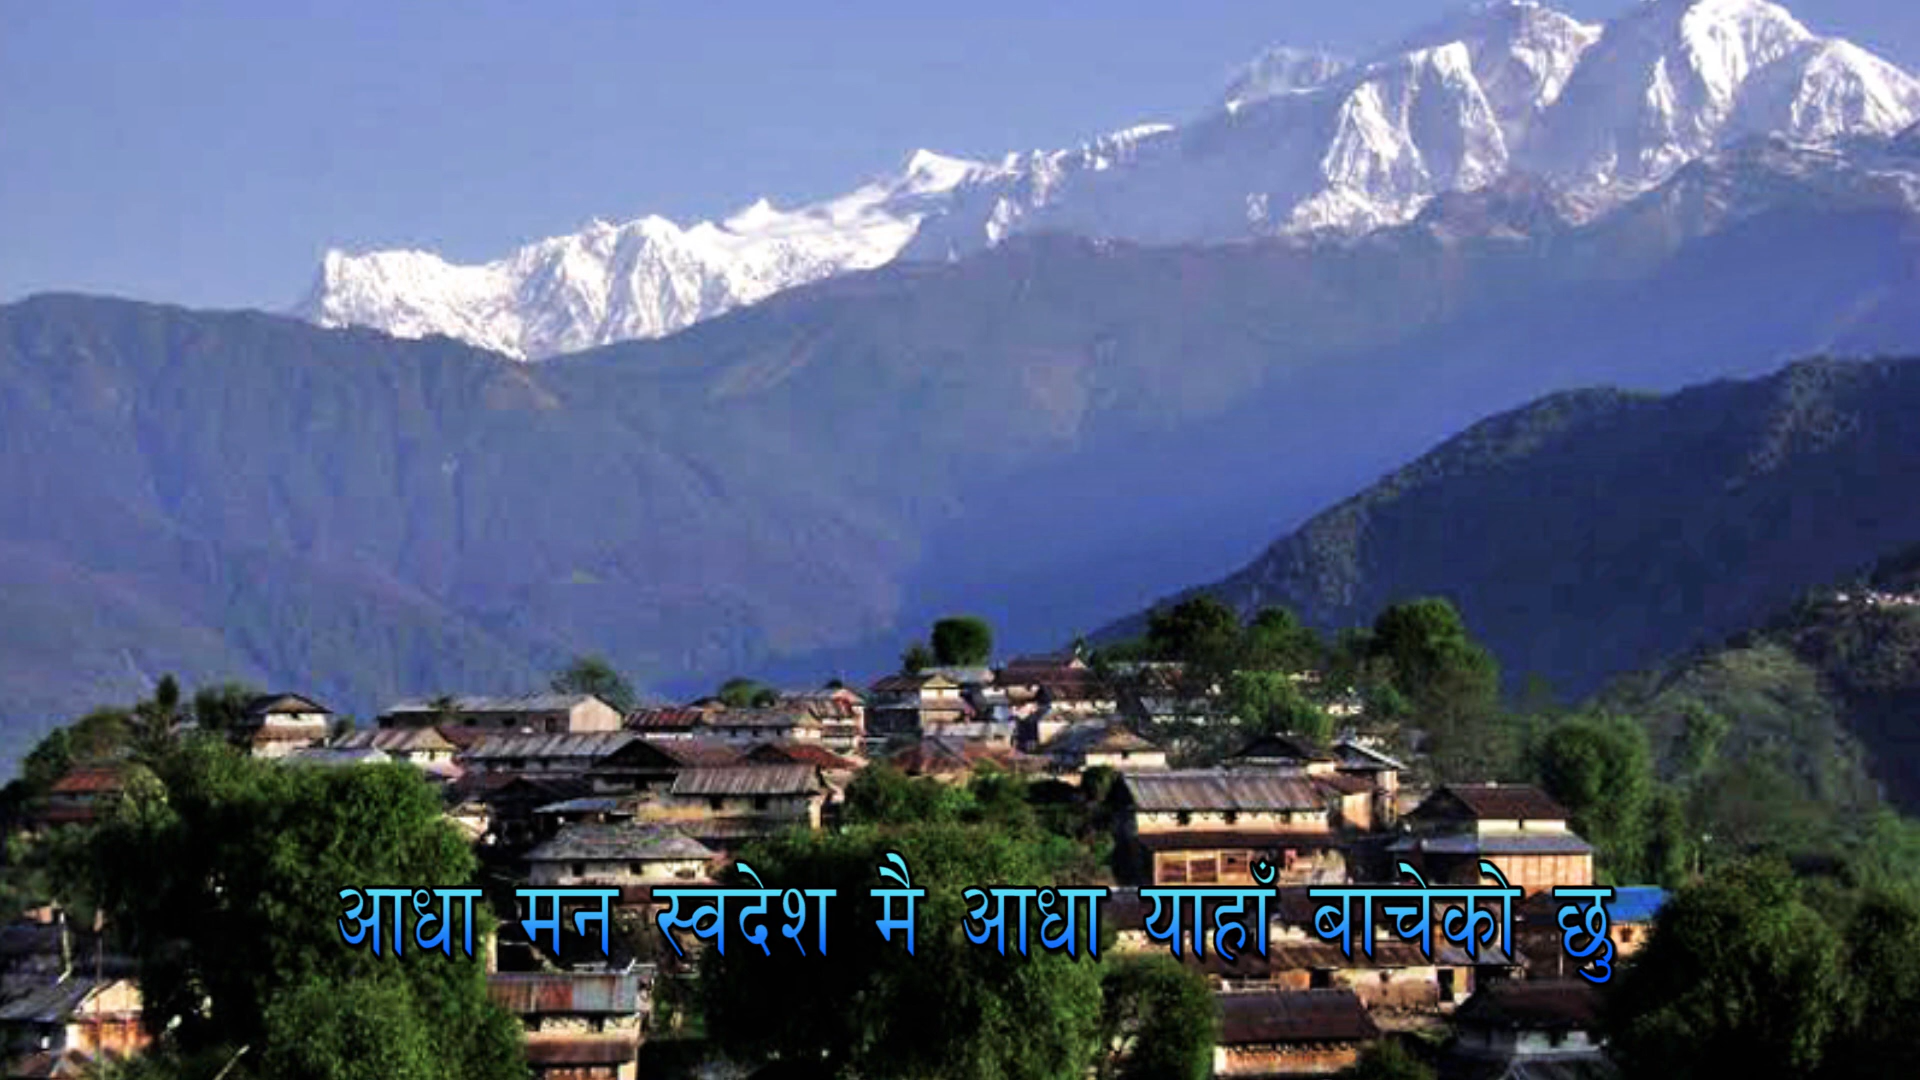 आधा मन स्वदेश मै आधा याहाँ बाचेको छु